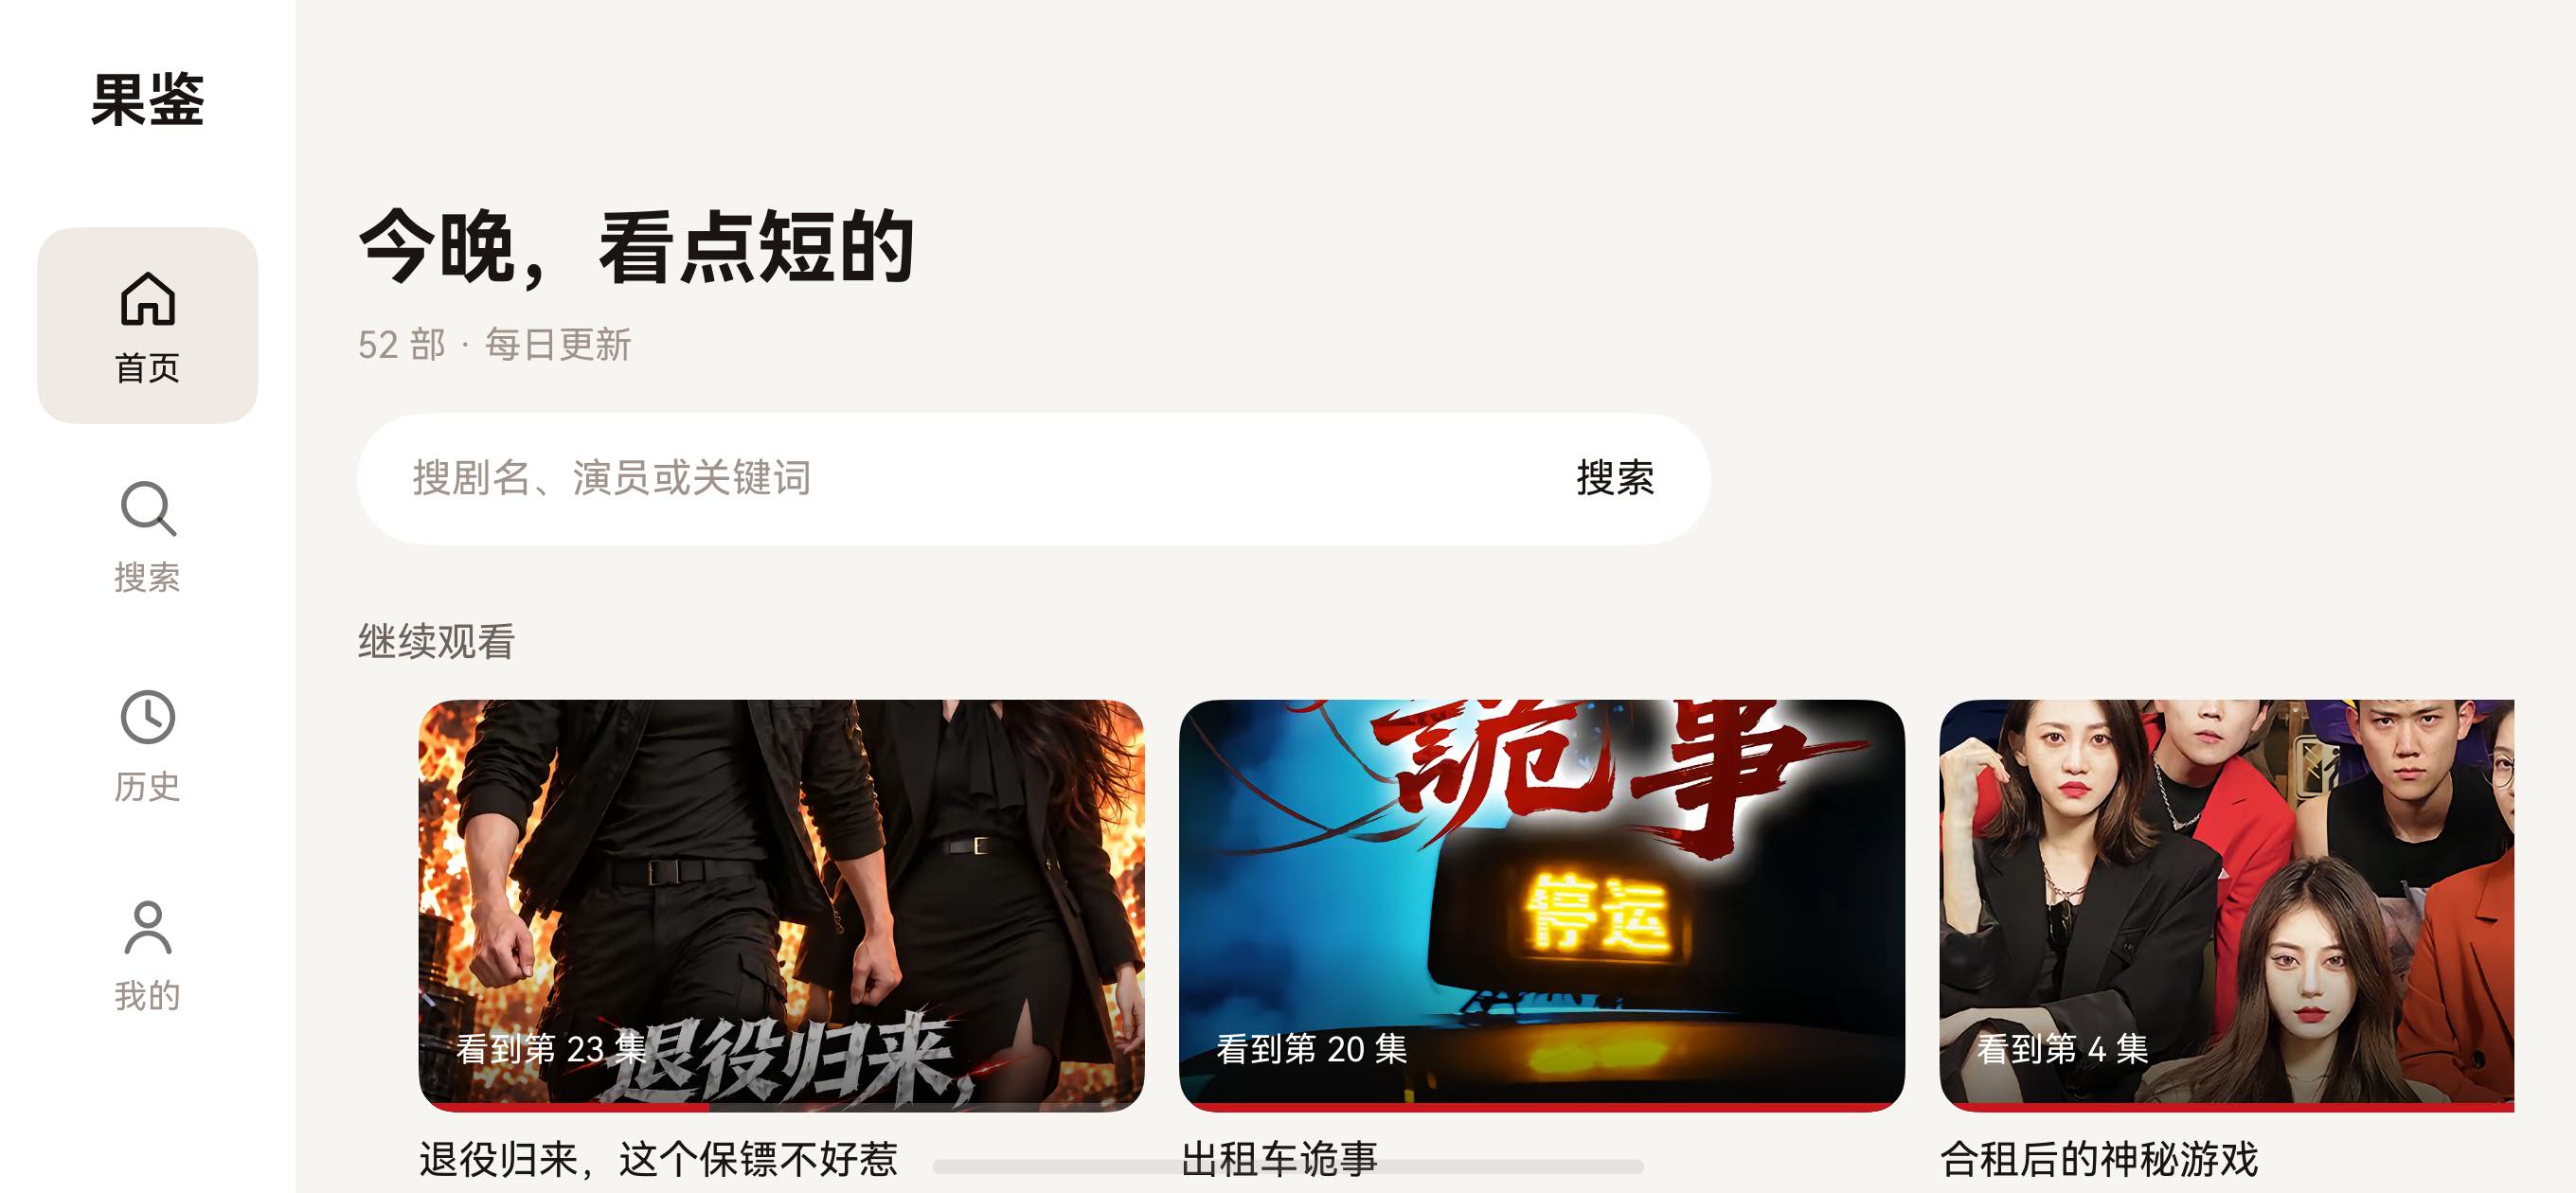 果鉴
首页
搜索
历史
我的
今晚，看点短的
52 部 · 每日更新
搜剧名、演员或关键词
搜索
继续观看
退役归来，
看到第 23 集
退役归来，这个保镖不好惹
詭事
停运
看到第 20 集
出租车诡事
看到第 4 集
合租后的神秘游戏